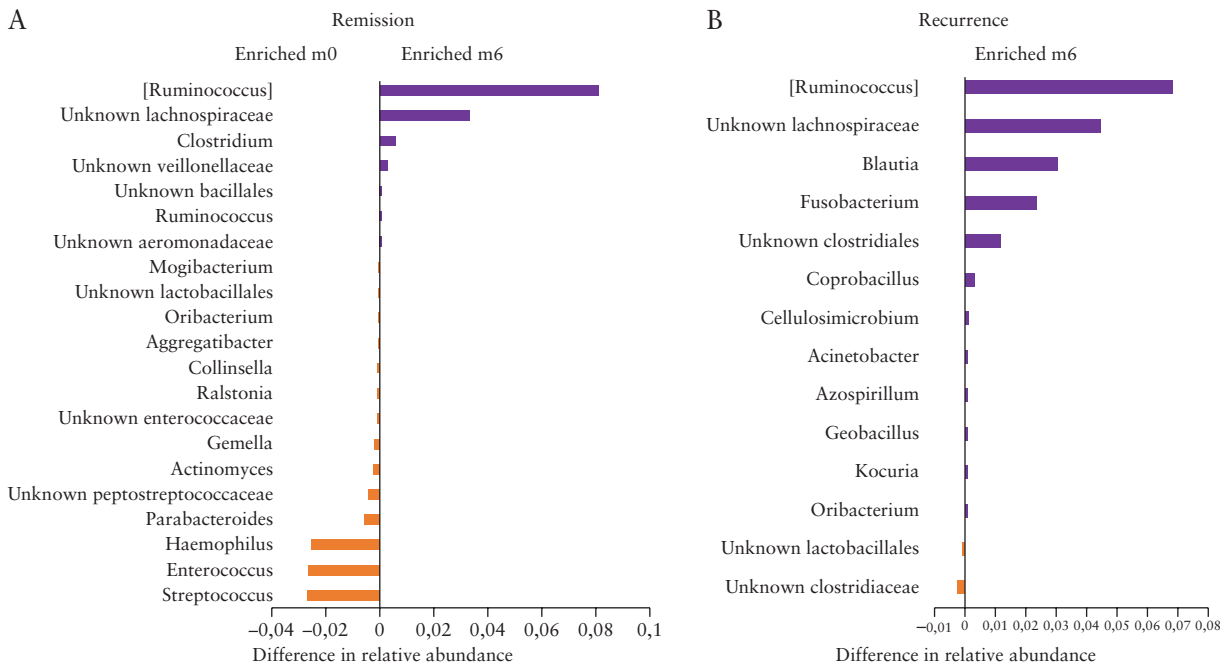 A
Remission
Enriched m0
Enriched m6
[Ruminococcus]
Unknown lachnospiraceae
Clostridium
Unknown veillonellaceae
Unknown bacillales
Ruminococcus
Unknown aeromonadaceae
Mogibacterium
Unknown lactobacillales
Oribacterium
Aggregatibacter
Collinsella
Ralstonia
Unknown enterococcaceae
Gemella
Actinomyces
Unknown peptostreptococcaceae
Parabacteroides
Haemophilus
Enterococcus
Streptococcus
−0,04 −0,02 0 0,02 0,04 0,06 0,08 0,1
Difference in relative abundance
B
Recurrence
Enriched m6
[Ruminococcus]
Unknown lachnospiraceae
Blautia
Fusobacterium
Unknown clostridiales
Coprobacillus
Cellulosimicrobium
Acinetobacter
Azospirillum
Geobacillus
Kocuria
Oribacterium
Unknown lactobacillales
Unknown clostridiaceae
−0,01 0 0,01 0,02 0,03 0,04 0,05 0,06 0,07 0,08
Difference in relative abundance